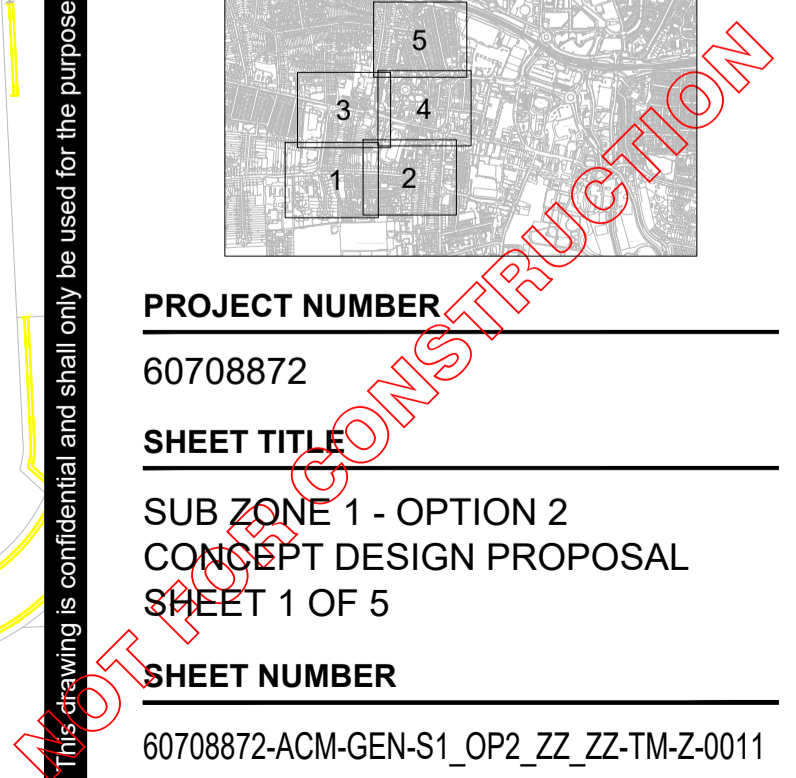 This drawing is confidential and shall only be used for the purpose
5
3
4
1
2
PROJECT NUMBER
60708872
SHEET TITLE
SUB ZONE 1 - OPTION 2
CONCEPT DESIGN PROPOSAL
SHEET 1 OF 5
SHEET NUMBER
60708872-ACM-GEN-S1_OP2_ZZ_ZZ-TM-Z-0011
NOT FOR CONSTRUCTION